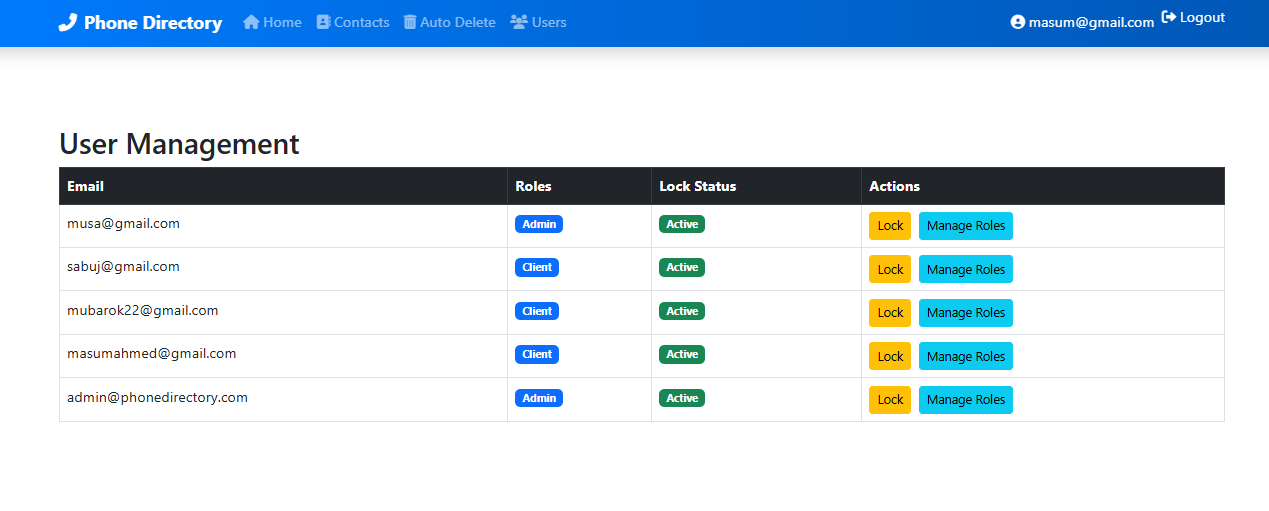 Phone Directory Home Contacts Auto Delete Users masum@gmail.com Logout
User Management
Email Roles Lock Status Actions
musa@gmail.com Admin Active Lock Manage Roles
sabuj@gmail.com Client Active Lock Manage Roles
mubarok22@gmail.com Client Active Lock Manage Roles
masumahmed@gmail.com Client Active Lock Manage Roles
admin@phonedirectory.com Admin Active Lock Manage Roles